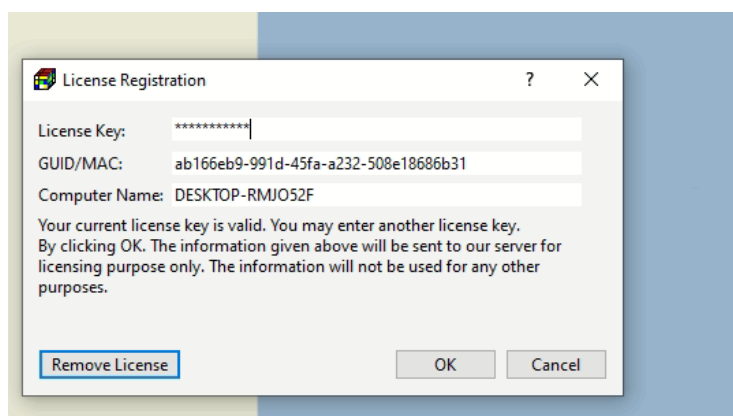 License Registration
?
License Key: ***********
GUID/MAC: ab166eb9-991d-45fa-a232-508e18686b31
Computer Name: DESKTOP-RMJO52F
Your current license key is valid. You may enter another license key.
By clicking OK. The information given above will be sent to our server for
licensing purpose only. The information will not be used for any other
purposes.
Remove License OK Cancel